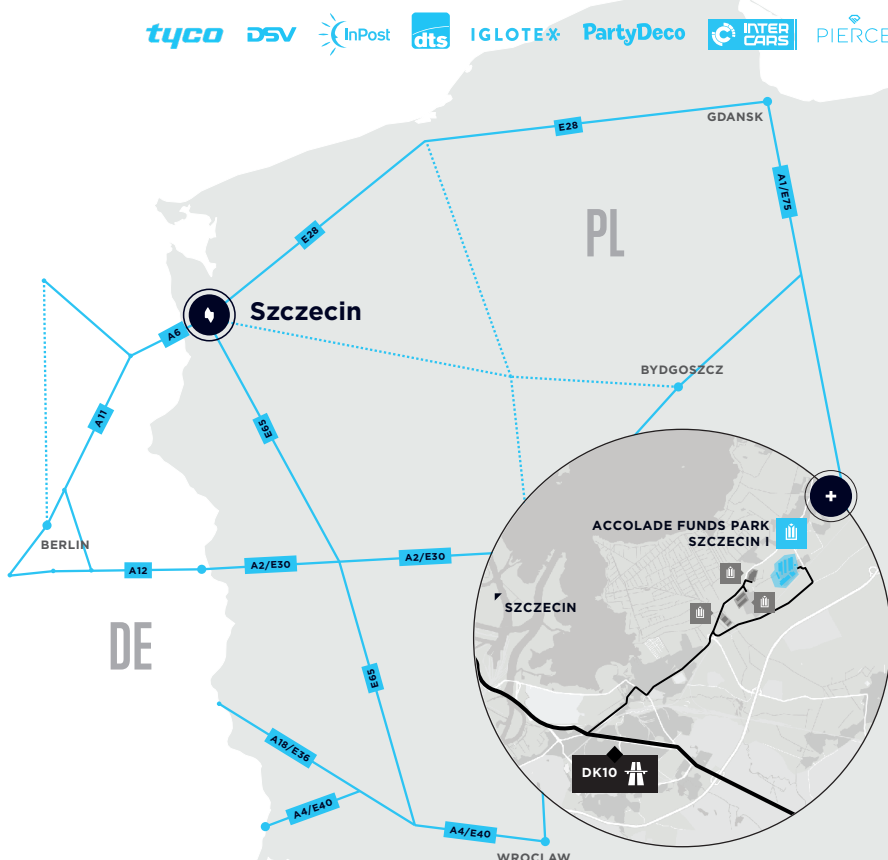 tyco DSV InPost dts IGLOTEX PartyDeco INTER CARS PIERCE
GDANSK
E28
A1/E75
E28
PL
Szczecin
A6
BYDGOSZCZ
A11
E65
ACCOLADE FUNDS PARK
SZCZECIN I
BERLIN
A12
A2/E30
A2/E30
SZCZECIN
DE
E65
A18/E36
DK10
A4/E40
A4/E40
WROCLAW